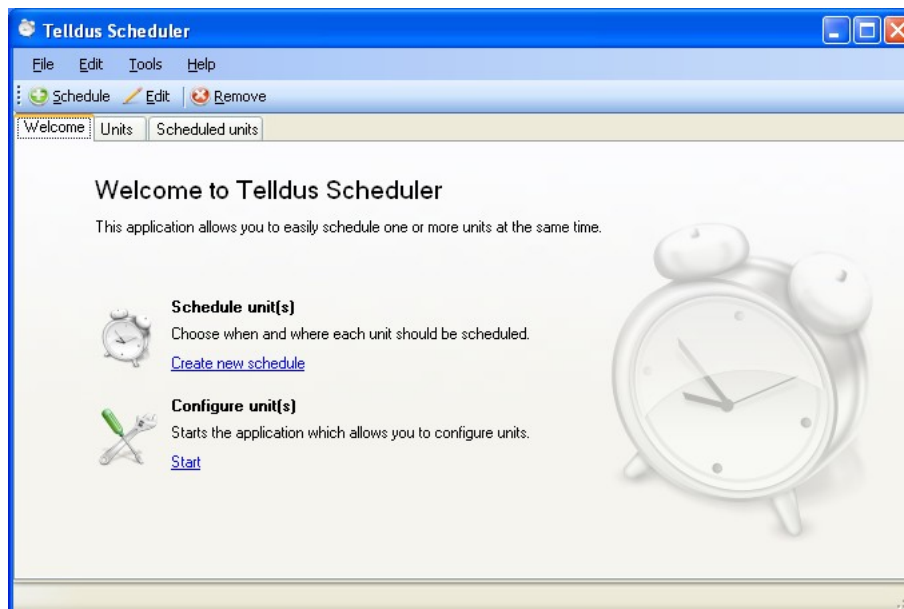 Telldus Scheduler
File Edit Tools Help
Schedule Edit Remove
Welcome Units Scheduled units
Welcome to Telldus Scheduler
This application allows you to easily schedule one or more units at the same time.
Schedule unit(s)
Choose when and where each unit should be scheduled.
Create new schedule
Configure unit(s)
Starts the application which allows you to configure units.
Start